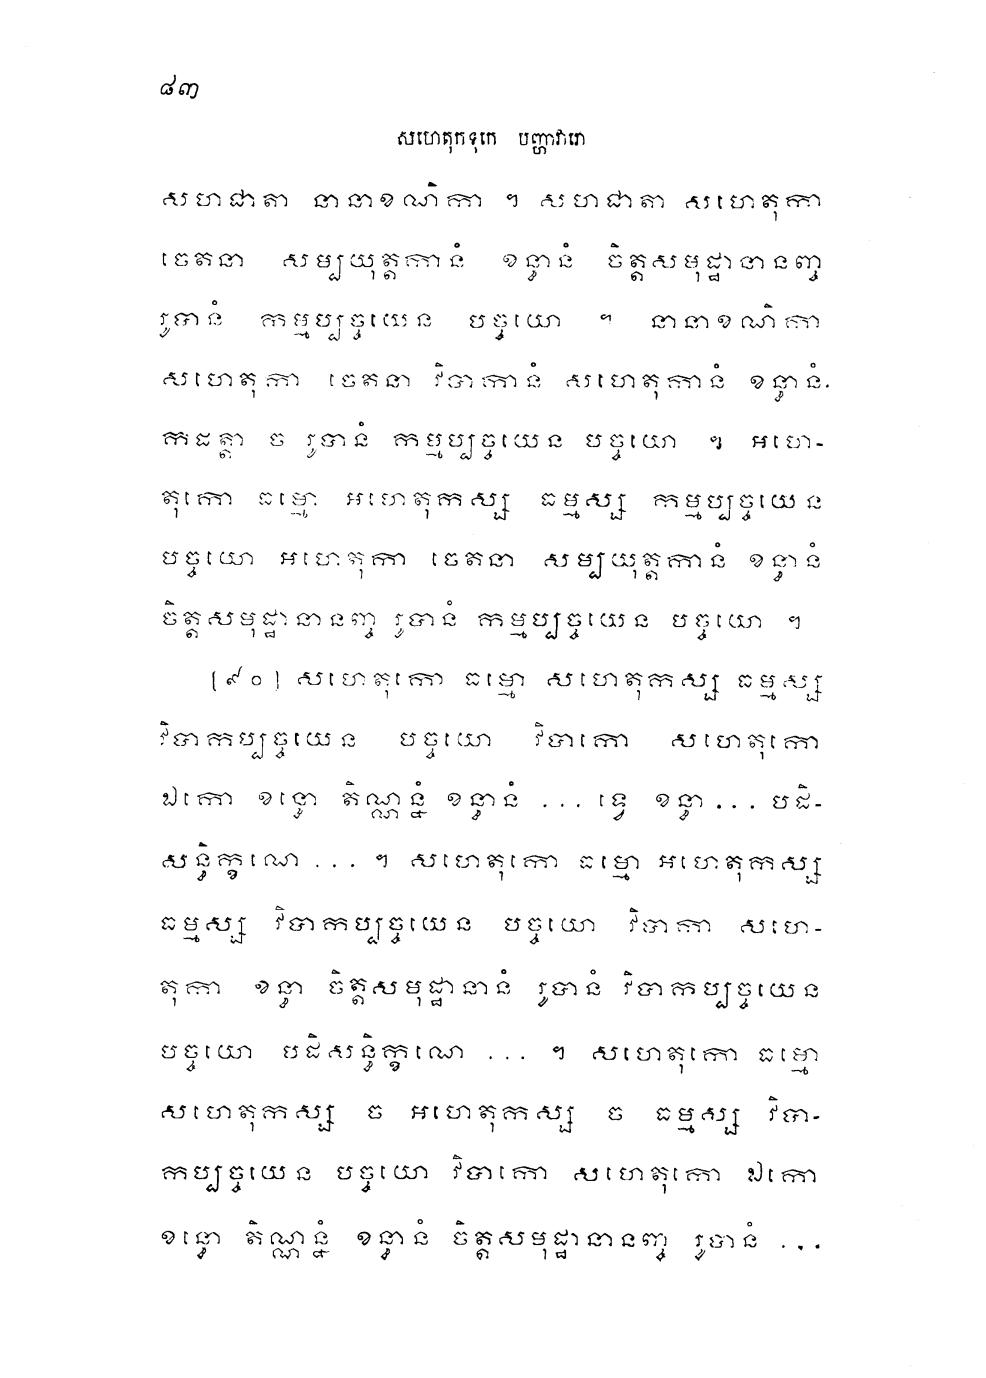 ៨៣
សហេតុកទុកេ បញ្ហាវារោ
សហជាតា នានាខណិកា ។ សហជាតា សហេតុកា
ចេតនា សម្បយុត្តកានំ ខន្ធានំ ចិត្តសមុដ្ឋានានញ្ច
រូបានំ កម្មប្បច្ចយេន បច្ចយោ ។ នានាខណិកា
សហេតុកា ចេតនា វិបាកានំ សហេតុកានំ ខន្ធានំ
កដត្តា ច រូបានំ កម្មប្បច្ចយេន បច្ចយោ ។ អហេ-
តុកោ ធម្មោ អហេតុកស្ស ធម្មស្ស កម្មប្បច្ចយេន
បច្ចយោ អហេតុកា ចេតនា សម្បយុត្តកានំ ខន្ធានំ
ចិត្តសមុដ្ឋានានញ្ច រូបានំ កម្មប្បច្ចយេន បច្ចយោ ។
[៩០] សហេតុកោ ធម្មោ សហេតុកស្ស ធម្មស្ស
វិបាកប្បច្ចយេន បច្ចយោ វិបាកោ សហេតុកោ
ឯកោ ខន្ធោ តិណ្ណន្នំ ខន្ធានំ ... ទ្វេ ខន្ធា ... បដិ-
សន្ធិក្ខណេ ... ។ សហេតុកោ ធម្មោ អហេតុកស្ស
ធម្មស្ស វិបាកប្បច្ចយេន បច្ចយោ វិបាកា សហេ-
តុកា ខន្ធា ចិត្តសមុដ្ឋានានំ រូបានំ វិបាកប្បច្ចយេន
បច្ចយោ បដិសន្ធិក្ខណេ ... ។ សហេតុកោ ធម្មោ
សហេតុកស្ស ច អហេតុកស្ស ច ធម្មស្ស វិបា-
កប្បច្ចយេន បច្ចយោ វិបាកោ សហេតុកោ ឯកោ
ខន្ធោ តិណ្ណន្នំ ខន្ធានំ ចិត្តសមុដ្ឋានានញ្ច រូបានំ ...